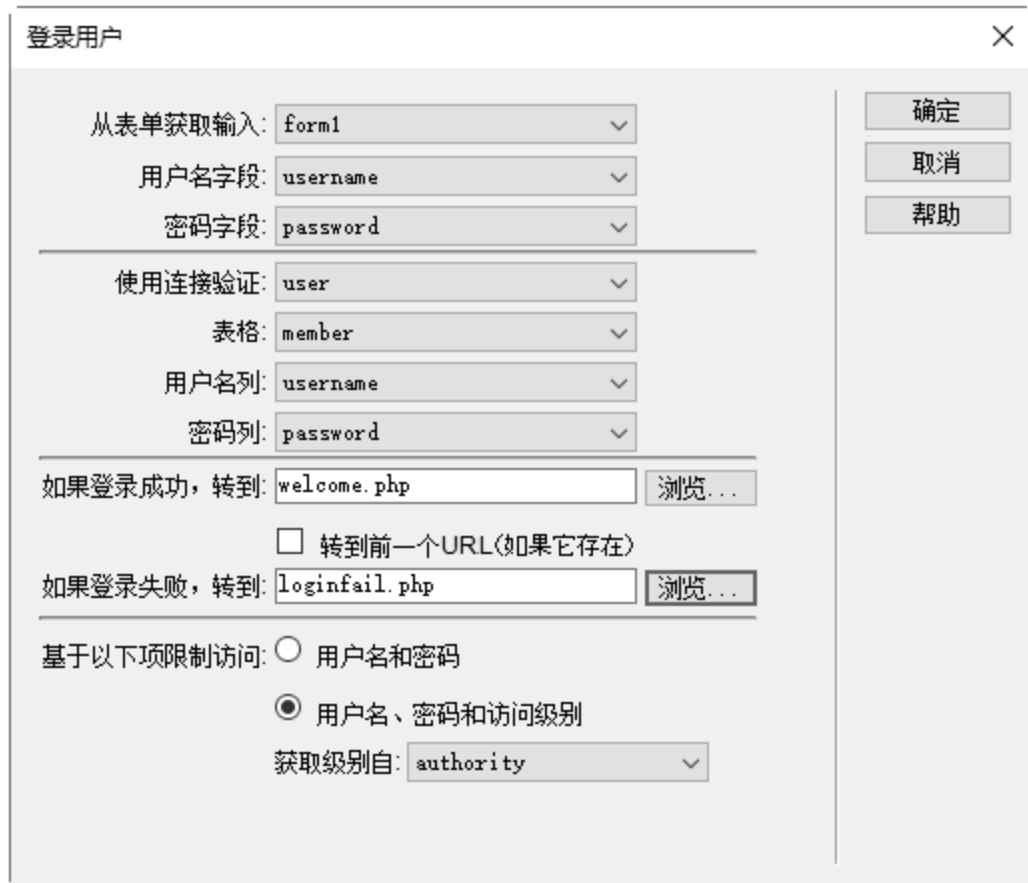 登录用户
从表单获取输入: form1
确定
用户名字段: username
取消
密码字段: password
帮助
使用连接验证: user
表格: member
用户名列: username
密码列: password
如果登录成功，转到: welcome.php 浏览...
转到前一个URL(如果它存在)
如果登录失败，转到: loginfail.php 浏览...
基于以下项限制访问: 用户名和密码
用户名、密码和访问级别
获取级别自: authority